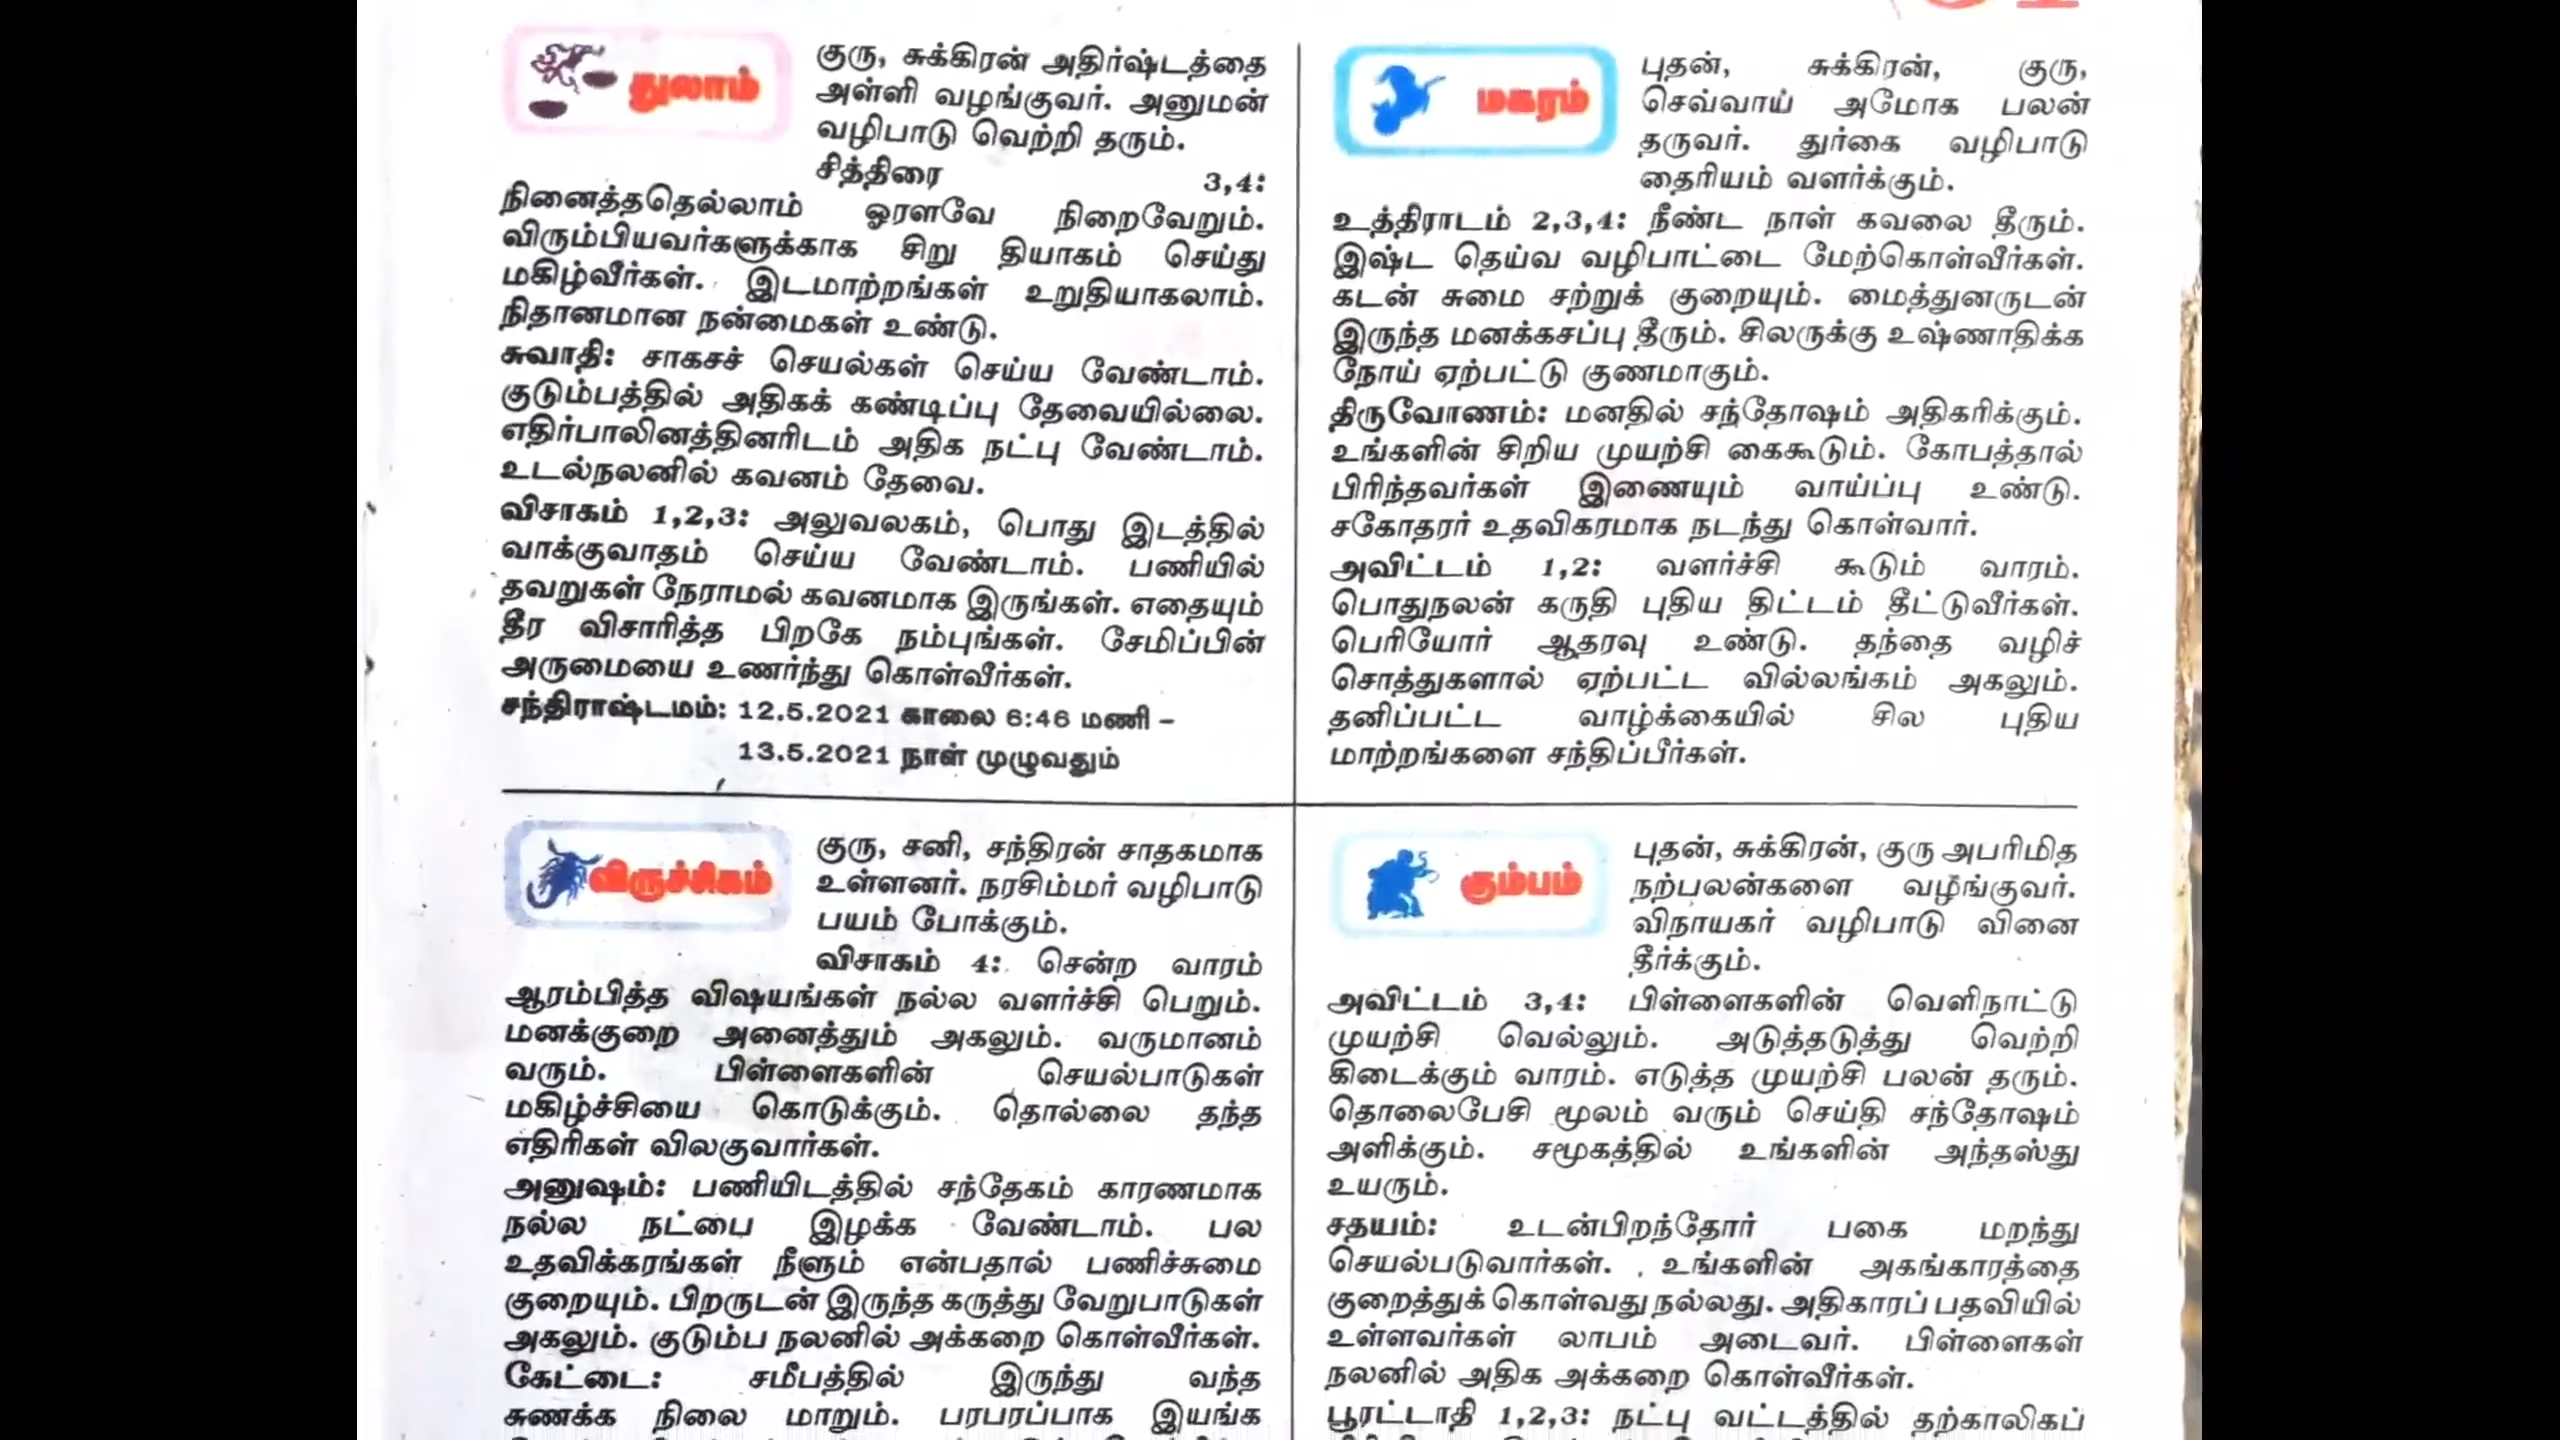 துலாம்
குரு, சுக்கிரன் அதிர்ஷ்டத்தை
அள்ளி வழங்குவர். அனுமன்
வழிபாடு வெற்றி தரும்.
சித்திரை 3,4:
நினைத்ததெல்லாம் ஓரளவே நிறைவேறும்.
விரும்பியவர்களுக்காக சிறு தியாகம் செய்து
மகிழ்வீர்கள். இடமாற்றங்கள் உறுதியாகலாம்.
நிதானமான நன்மைகள் உண்டு.
சுவாதி: சாகசச் செயல்கள் செய்ய வேண்டாம்.
குடும்பத்தில் அதிகக் கண்டிப்பு தேவையில்லை.
எதிர்பாலினத்தினரிடம் அதிக நட்பு வேண்டாம்.
உடல்நலனில் கவனம் தேவை.
விசாகம் 1,2,3: அலுவலகம், பொது இடத்தில்
வாக்குவாதம் செய்ய வேண்டாம். பணியில்
தவறுகள் நேராமல் கவனமாக இருங்கள். எதையும்
தீர விசாரித்த பிறகே நம்புங்கள். சேமிப்பின்
அருமையை உணர்ந்து கொள்வீர்கள்.
சந்திராஷ்டமம்: 12.5.2021 காலை 6:46 மணி –
13.5.2021 நாள் முழுவதும்
மகரம்
புதன், சுக்கிரன், குரு,
செவ்வாய் அமோக பலன்
தருவர். துர்கை வழிபாடு
தைரியம் வளர்க்கும்.
உத்திராடம் 2,3,4: நீண்ட நாள் கவலை தீரும்.
இஷ்ட தெய்வ வழிபாட்டை மேற்கொள்வீர்கள்.
கடன் சுமை சற்றுக் குறையும். மைத்துனருடன்
இருந்த மனக்கசப்பு தீரும். சிலருக்கு உஷ்ணாதிக்க
நோய் ஏற்பட்டு குணமாகும்.
திருவோணம்: மனதில் சந்தோஷம் அதிகரிக்கும்.
உங்களின் சிறிய முயற்சி கைகூடும். கோபத்தால்
பிரிந்தவர்கள் இணையும் வாய்ப்பு உண்டு.
சகோதரர் உதவிகரமாக நடந்து கொள்வார்.
அவிட்டம் 1,2: வளர்ச்சி கூடும் வாரம்.
பொதுநலன் கருதி புதிய திட்டம் தீட்டுவீர்கள்.
பெரியோர் ஆதரவு உண்டு. தந்தை வழிச்
சொத்துகளால் ஏற்பட்ட வில்லங்கம் அகலும்.
தனிப்பட்ட வாழ்க்கையில் சில புதிய
மாற்றங்களை சந்திப்பீர்கள்.
விருச்சிகம்
குரு, சனி, சந்திரன் சாதகமாக
உள்ளனர். நரசிம்மர் வழிபாடு
பயம் போக்கும்.
விசாகம் 4: சென்ற வாரம்
ஆரம்பித்த விஷயங்கள் நல்ல வளர்ச்சி பெறும்.
மனக்குறை அனைத்தும் அகலும். வருமானம்
வரும். பிள்ளைகளின் செயல்பாடுகள்
மகிழ்ச்சியை கொடுக்கும். தொல்லை தந்த
எதிரிகள் விலகுவார்கள்.
அனுஷம்: பணியிடத்தில் சந்தேகம் காரணமாக
நல்ல நட்பை இழக்க வேண்டாம். பல
உதவிக்கரங்கள் நீளும் என்பதால் பணிச்சுமை
குறையும். பிறருடன் இருந்த கருத்து வேறுபாடுகள்
அகலும். குடும்ப நலனில் அக்கறை கொள்வீர்கள்.
கேட்டை: சமீபத்தில் இருந்து வந்த
சுணக்க நிலை மாறும். பரபரப்பாக இயங்க
கும்பம்
புதன், சுக்கிரன், குரு அபரிமித
நற்பலன்களை வழங்குவர்.
விநாயகர் வழிபாடு வினை
தீர்க்கும்.
அவிட்டம் 3,4: பிள்ளைகளின் வெளிநாட்டு
முயற்சி வெல்லும். அடுத்தடுத்து வெற்றி
கிடைக்கும் வாரம். எடுத்த முயற்சி பலன் தரும்.
தொலைபேசி மூலம் வரும் செய்தி சந்தோஷம்
அளிக்கும். சமூகத்தில் உங்களின் அந்தஸ்து
உயரும்.
சதயம்: உடன்பிறந்தோர் பகை மறந்து
செயல்படுவார்கள். உங்களின் அகங்காரத்தை
குறைத்துக் கொள்வது நல்லது. அதிகாரப் பதவியில்
உள்ளவர்கள் லாபம் அடைவர். பிள்ளைகள்
நலனில் அதிக அக்கறை கொள்வீர்கள்.
பூரட்டாதி 1,2,3: நட்பு வட்டத்தில் தற்காலிகப்